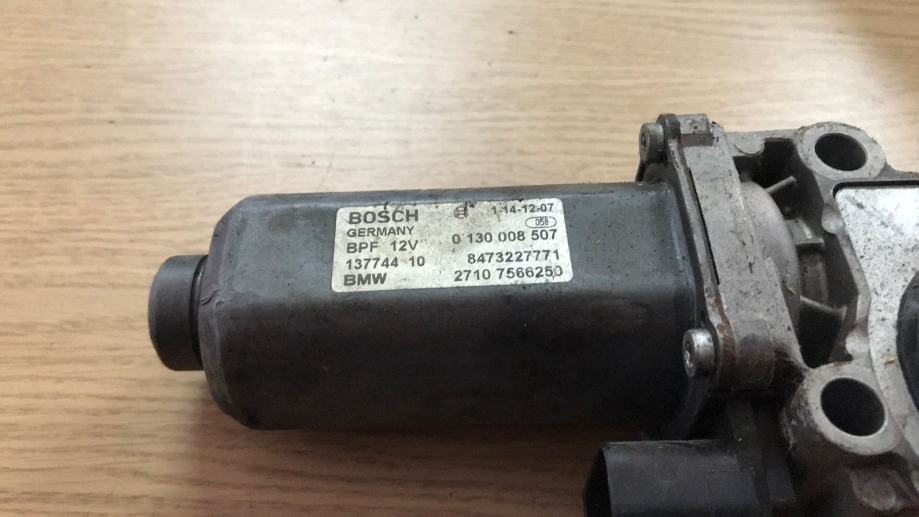 BOSCH 1 14-12-07
GERMANY 058
BPF 12V 0 130 008 507
137744 10 8473227771
BMW 2710 7566250